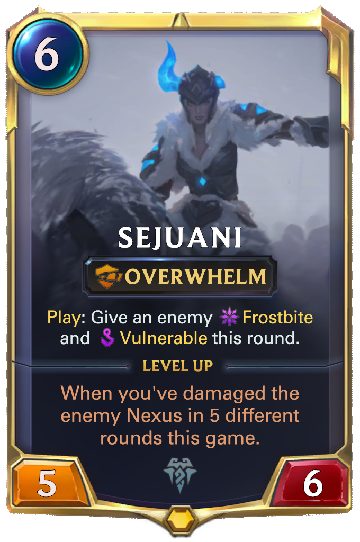 6
SEJUANI
OVERWHELM
Play: Give an enemy Frostbite
and Vulnerable this round.
LEVEL UP
When you've damaged the
enemy Nexus in 5 different
rounds this game.
5
6